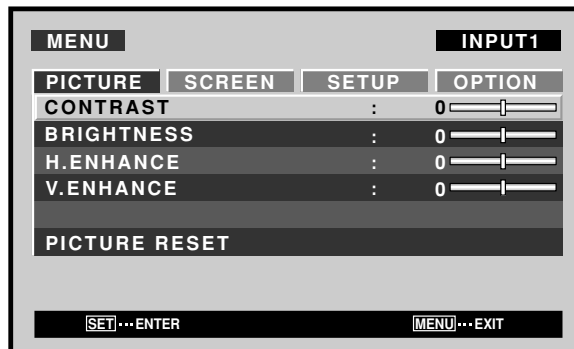 MENU INPUT1
PICTURE SCREEN SETUP OPTION
CONTRAST : 0
BRIGHTNESS : 0
H.ENHANCE : 0
V.ENHANCE : 0
PICTURE RESET
SET···ENTER MENU···EXIT